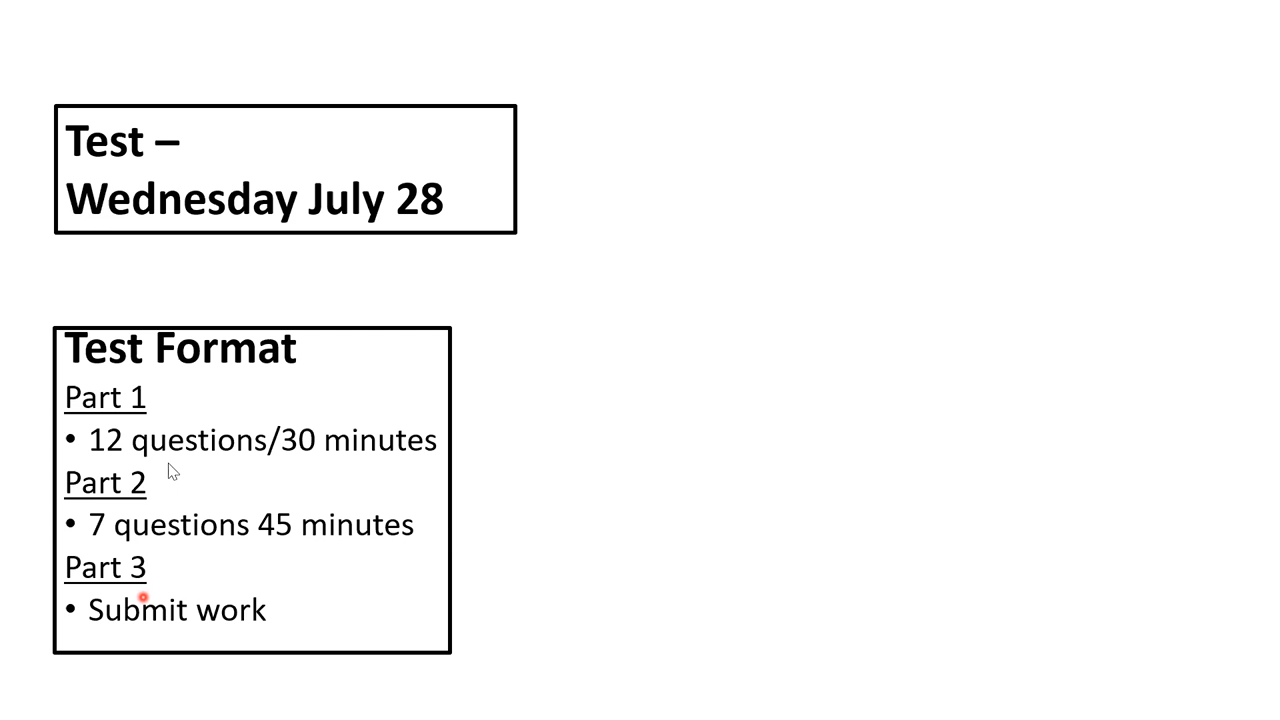 Test –
Wednesday July 28
Test Format
Part 1
• 12 questions/30 minutes
Part 2
• 7 questions 45 minutes
Part 3
• Submit work